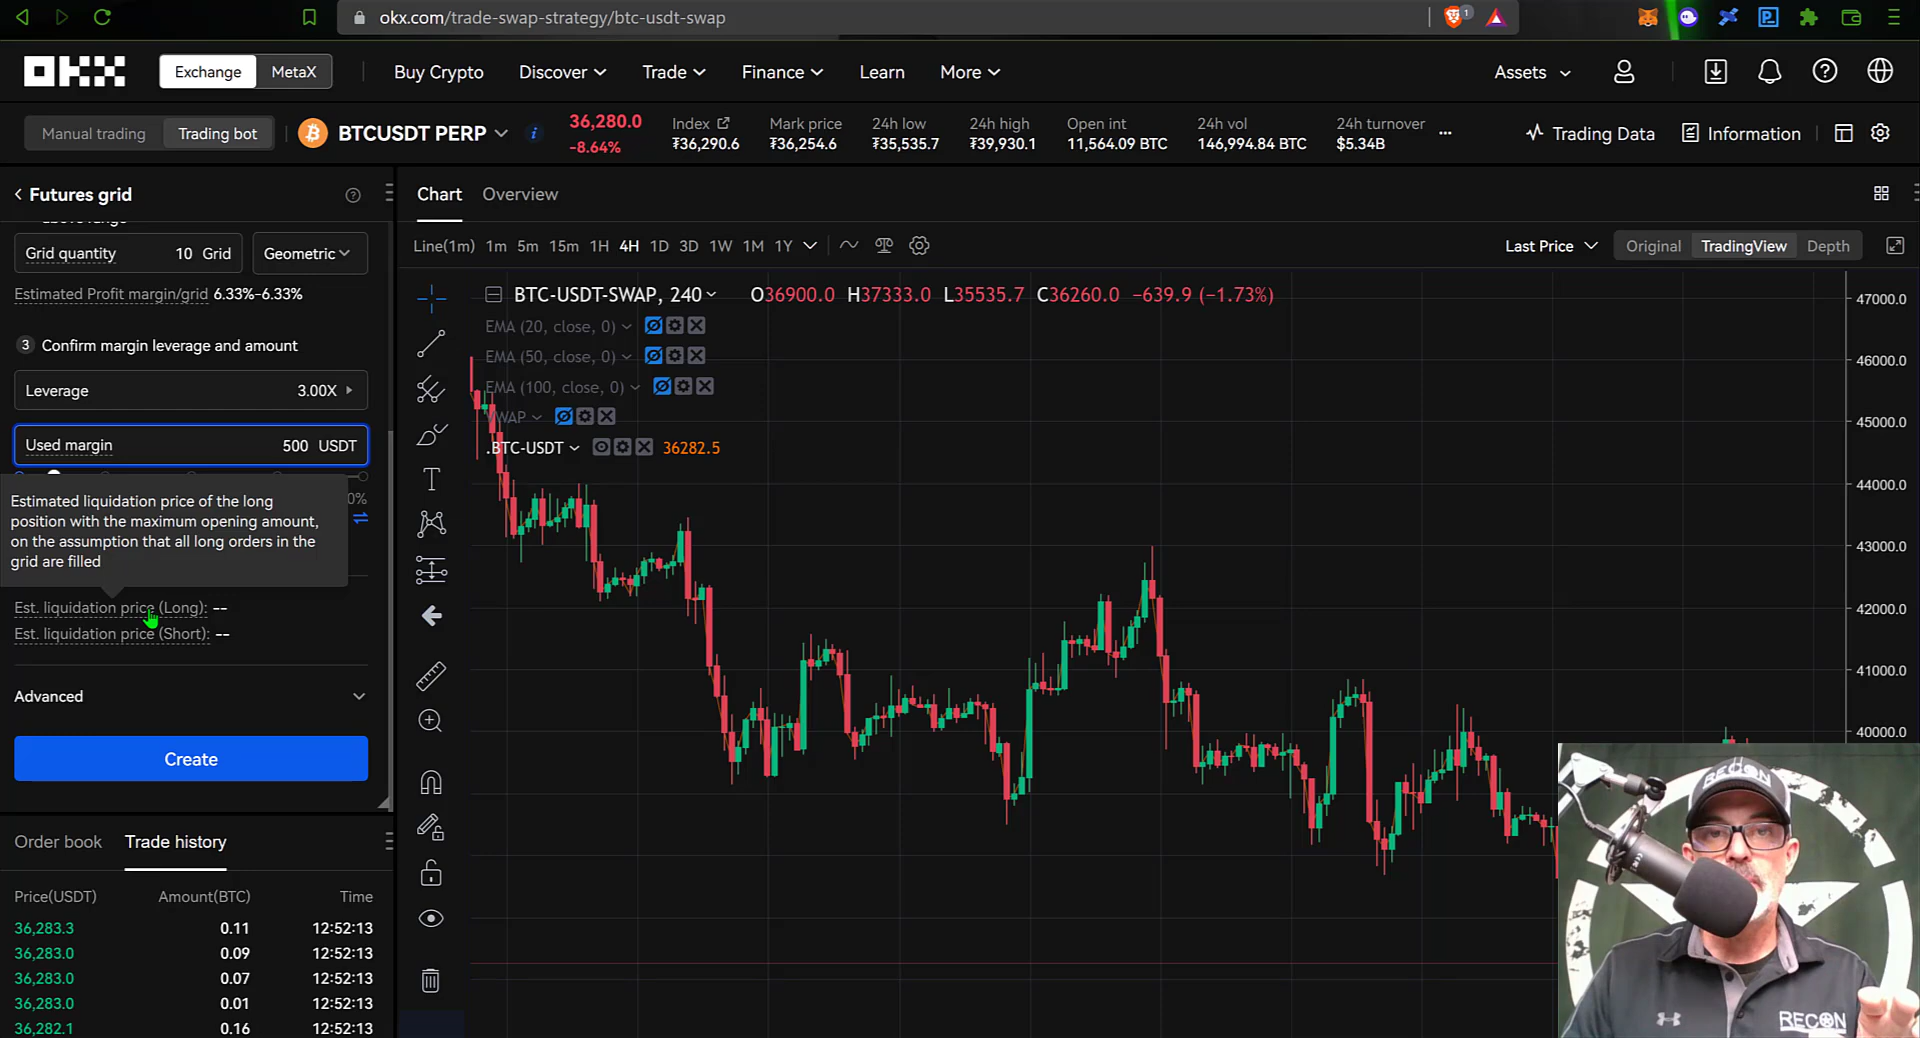 okx.com/trade-swap-strategy/btc-usdt-swap
1
OKX
Exchange MetaX
Buy Crypto Discover Trade Finance Learn More
Assets
Manual trading Trading bot
BTCUSDT PERP
36,280.0
-8.64%
Index
₮36,290.6
Mark price
₮36,254.6
24h low
₮35,535.7
24h high
₮39,930.1
Open int
11,564.09 BTC
24h vol
146,994.84 BTC
24h turnover
$5.34B
Trading Data Information
Futures grid
Grid quantity 10 Grid Geometric
Estimated Profit margin/grid 6.33%-6.33%
3 Confirm margin leverage and amount
Leverage 3.00X
Used margin 500 USDT
0%
Estimated liquidation price of the long
position with the maximum opening amount,
on the assumption that all long orders in the
grid are filled
Est. liquidation price (Long): --
Est. liquidation price (Short): --
Advanced
Create
Order book Trade history
Price(USDT) Amount(BTC) Time
36,283.3 0.11 12:52:13
36,283.0 0.09 12:52:13
36,283.0 0.07 12:52:13
36,283.0 0.01 12:52:13
36,282.1 0.16 12:52:13
Chart Overview
Line(1m) 1m 5m 15m 1H 4H 1D 3D 1W 1M 1Y
Last Price Original TradingView Depth
BTC-USDT-SWAP, 240 O36900.0 H37333.0 L35535.7 C36260.0 −639.9 (−1.73%)
EMA (20, close, 0)
EMA (50, close, 0)
EMA (100, close, 0)
VWAP
.BTC-USDT 36282.5
47000.0
46000.0
45000.0
44000.0
43000.0
42000.0
41000.0
40000.0
RECON
RECON